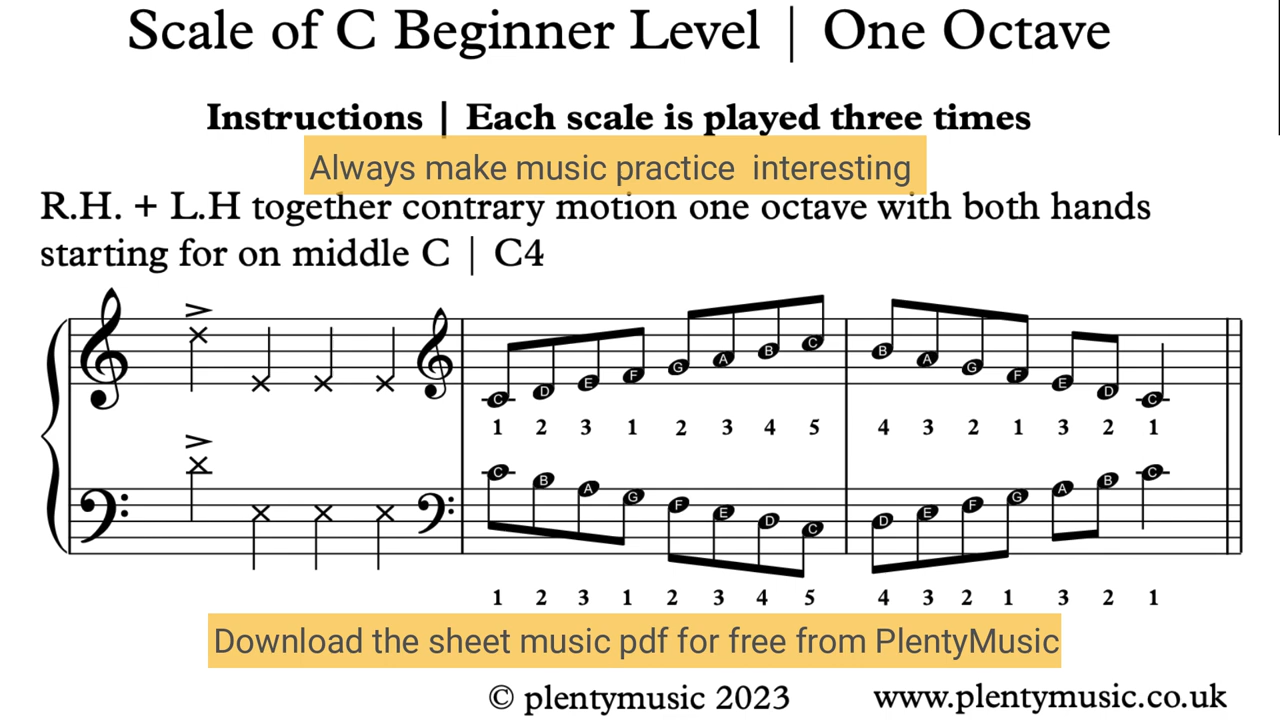 Scale of C Beginner Level | One Octave
Instructions | Each scale is played three times
Always make music practice interesting
R.H. + L.H together contrary motion one octave with both hands
starting for on middle C | C4
C D E F G A B C B A G F E D C
1 2 3 1 2 3 4 5 4 3 2 1 3 2 1
C B A G F E D C D E F G A B C
1 2 3 1 2 3 4 5 4 3 2 1 3 2 1
Download the sheet music pdf for free from PlentyMusic
© plentymusic 2023 www.plentymusic.co.uk